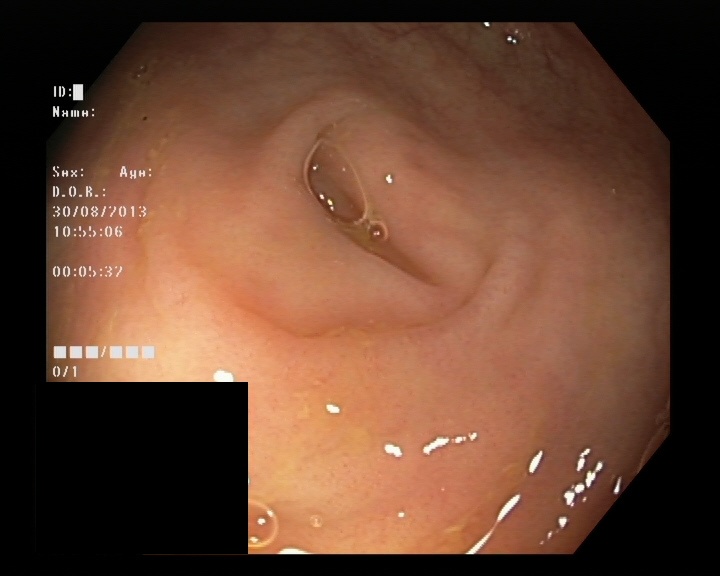 ID:
Name:
Sex: Age:
D.O.B.:
30/08/2013
10:55:06
00:05:37
■■■/■■■
0/1